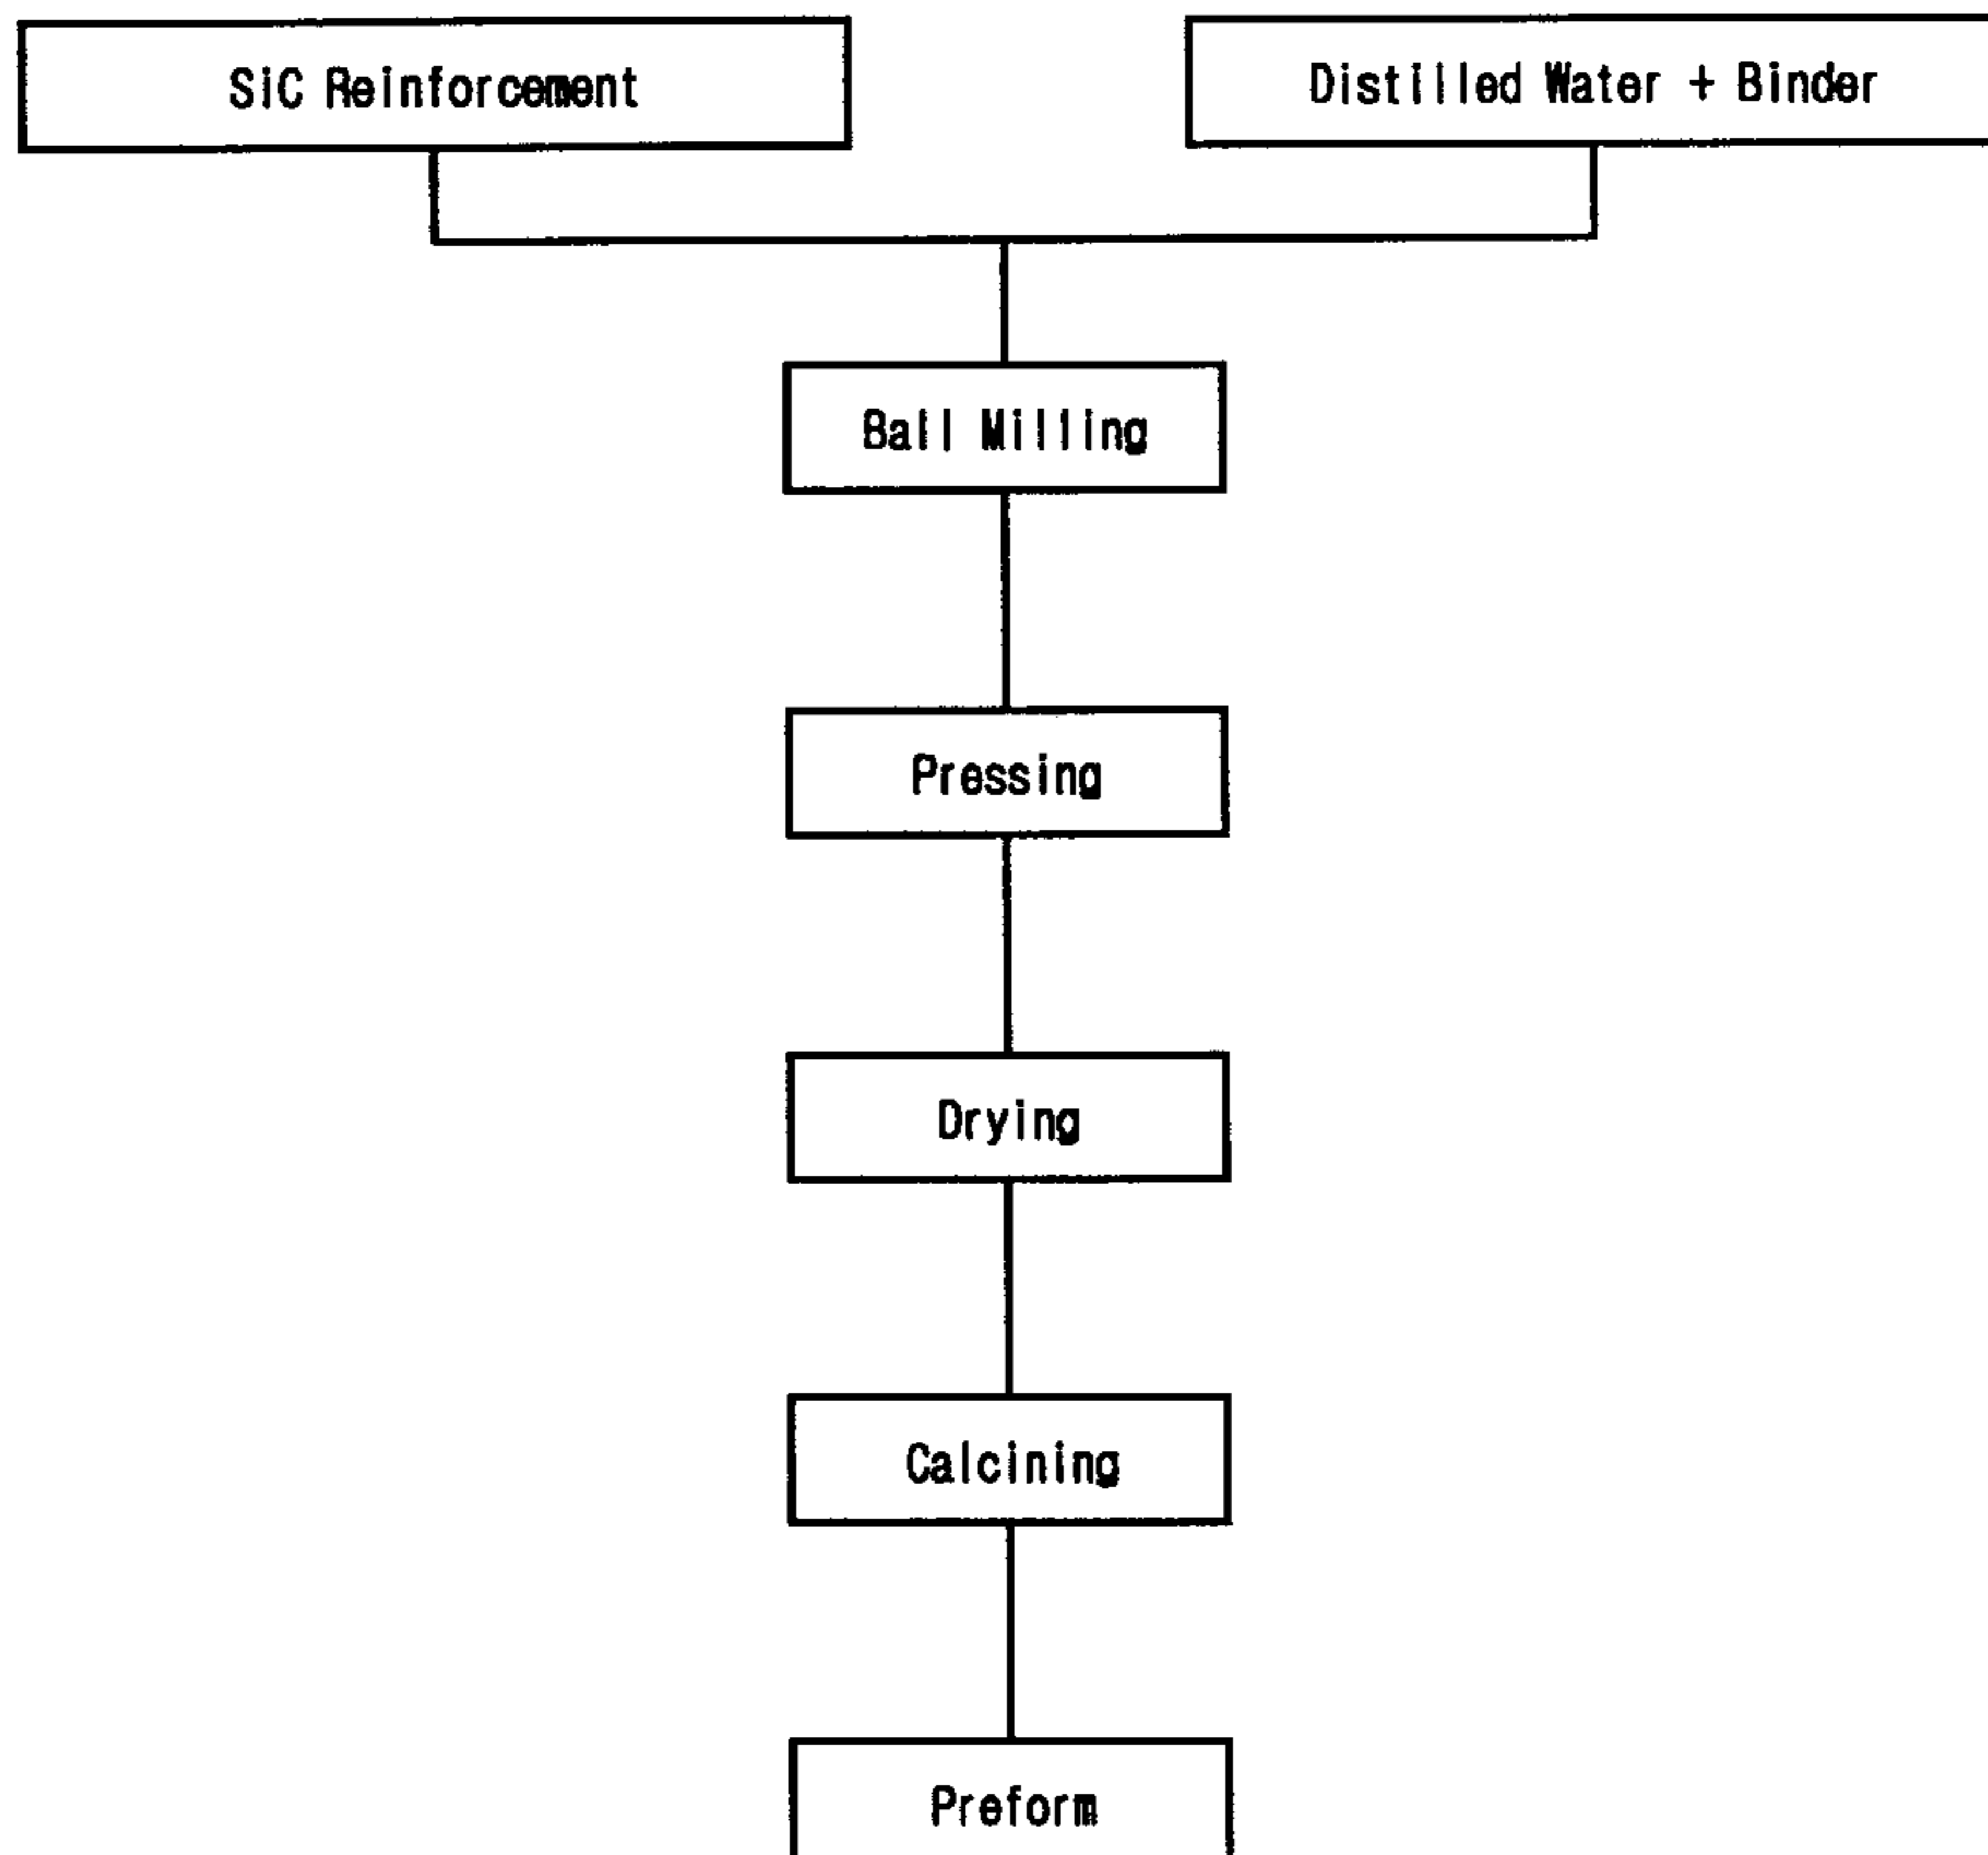 SiC Reinforcement
Distilled Water + Binder
Ball Milling
Pressing
Drying
Calcining
Preform